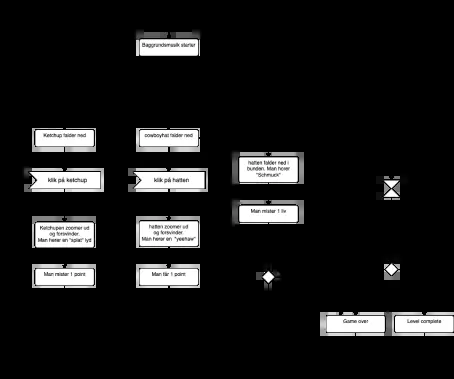 Baggrundsmusik starter
Ketchup falder ned
cowboyhat falder ned
klik på ketchup
klik på hatten
hatten falder ned i
bunden. Man hører
"Schmuck"
Man mister 1 liv
Ketchupen zoomer ud
og forsvinder.
Man hører en "splat" lyd
hatten zoomer ud
og forsvinder.
Man hører en "yeehaw"
Man mister 1 point
Man får 1 point
Game over
Level complete